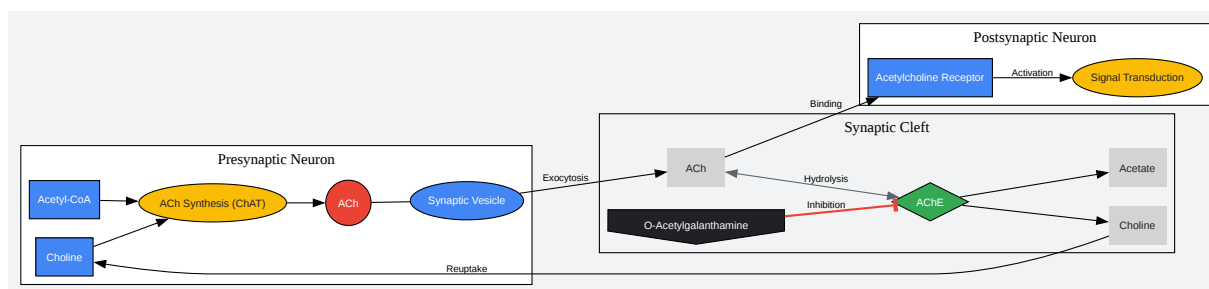 Postsynaptic Neuron
Acetylcholine Receptor
Activation
Signal Transduction
Binding
Synaptic Cleft
Presynaptic Neuron
ACh
Acetate
Exocytosis
Hydrolysis
Acetyl-CoA
ACh Synthesis (ChAT)
ACh
Synaptic Vesicle
AChE
Inhibition
O-Acetylgalanthamine
Choline
Choline
Reuptake